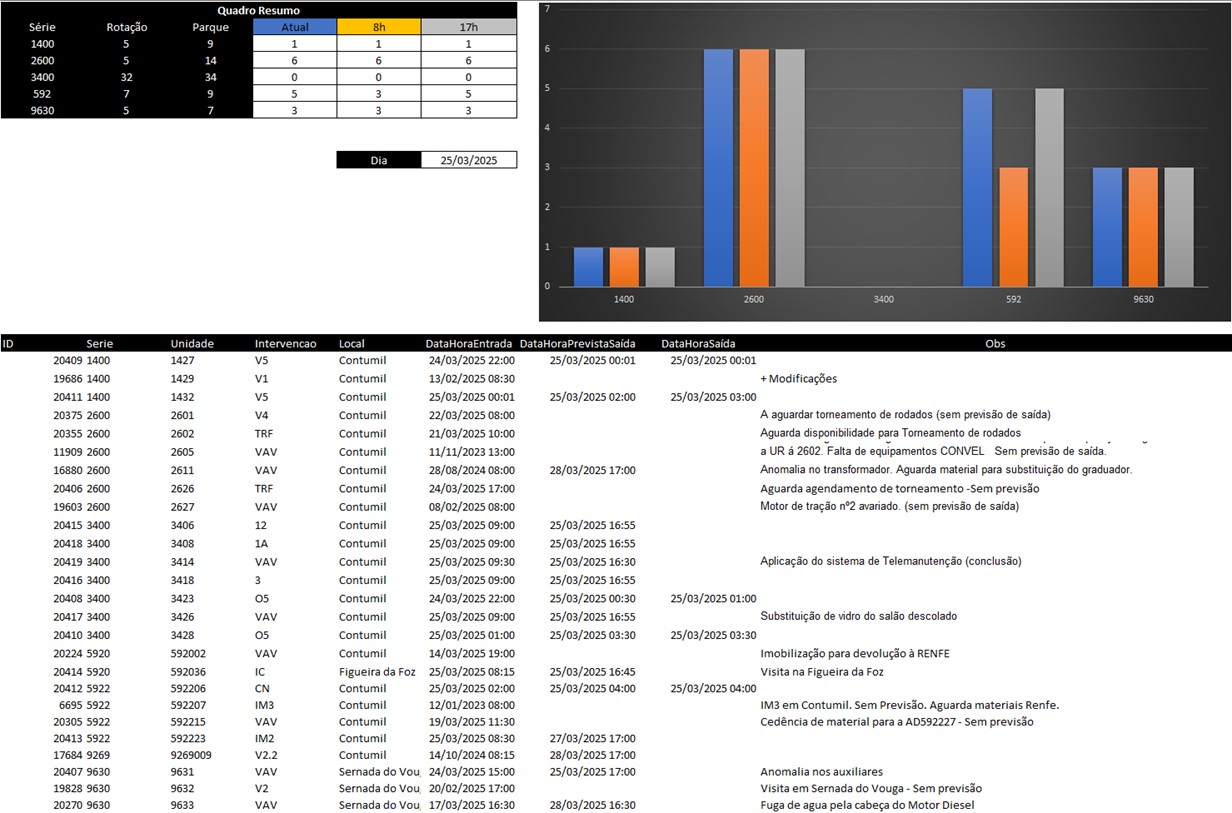 Quadro Resumo
Série Rotação Parque Atual 8h 17h
1400 5 9 1 1 1
2600 5 14 6 6 6
3400 32 34 0 0 0
592 7 9 5 3 5
9630 5 7 3 3 3
Dia 25/03/2025
7
6
5
4
3
2
1
0
1400 2600 3400 592 9630
ID Serie Unidade Intervencao Local DataHoraEntrada DataHoraPrevistaSaída DataHoraSaída Obs
20409 1400 1427 V5 Contumil 24/03/2025 22:00 25/03/2025 00:01 25/03/2025 00:01
19686 1400 1429 V1 Contumil 13/02/2025 08:30 + Modificações
20411 1400 1432 V5 Contumil 25/03/2025 00:01 25/03/2025 02:00 25/03/2025 03:00
20375 2600 2601 V4 Contumil 22/03/2025 08:00 A aguardar torneamento de rodados (sem previsão de saída)
20355 2600 2602 TRF Contumil 21/03/2025 10:00 Aguarda disponibilidade para Torneamento de rodados
11909 2600 2605 VAV Contumil 11/11/2023 13:00 a UR á 2602. Falta de equipamentos CONVEL Sem previsão de saída.
16880 2600 2611 VAV Contumil 28/08/2024 08:00 28/03/2025 17:00 Anomalia no transformador. Aguarda material para substituição do graduador.
20406 2600 2626 TRF Contumil 24/03/2025 17:00 Aguarda agendamento de torneamento -Sem previsão
19603 2600 2627 VAV Contumil 08/02/2025 08:00 Motor de tração nº2 avariado. (sem previsão de saída)
20415 3400 3406 12 Contumil 25/03/2025 09:00 25/03/2025 16:55
20418 3400 3408 1A Contumil 25/03/2025 09:00 25/03/2025 16:55
20419 3400 3414 VAV Contumil 25/03/2025 09:30 25/03/2025 16:30 Aplicação do sistema de Telemanutenção (conclusão)
20416 3400 3418 3 Contumil 25/03/2025 09:00 25/03/2025 16:55
20408 3400 3423 O5 Contumil 24/03/2025 22:00 25/03/2025 00:30 25/03/2025 01:00
20417 3400 3426 VAV Contumil 25/03/2025 09:00 25/03/2025 16:55 Substituição de vidro do salão descolado
20410 3400 3428 O5 Contumil 25/03/2025 01:00 25/03/2025 03:30 25/03/2025 03:30
20224 5920 592002 VAV Contumil 14/03/2025 19:00 Imobilização para devolução à RENFE
20414 5920 592036 IC Figueira da Foz 25/03/2025 08:15 25/03/2025 16:45 Visita na Figueira da Foz
20412 5922 592206 CN Contumil 25/03/2025 02:00 25/03/2025 04:00 25/03/2025 04:00
6695 5922 592207 IM3 Contumil 12/01/2023 08:00 IM3 em Contumil. Sem Previsão. Aguarda materiais Renfe.
20305 5922 592215 VAV Contumil 19/03/2025 11:30 Cedência de material para a AD592227 - Sem previsão
20413 5922 592223 IM2 Contumil 25/03/2025 08:30 27/03/2025 17:00
17684 9269 9269009 V2.2 Contumil 14/10/2024 08:15 28/03/2025 17:00
20407 9630 9631 VAV Sernada do Vou 24/03/2025 15:00 25/03/2025 17:00 Anomalia nos auxiliares
19828 9630 9632 V2 Sernada do Vou 20/02/2025 17:00 Visita em Sernada do Vouga - Sem previsão
20270 9630 9633 VAV Sernada do Vou 17/03/2025 16:30 28/03/2025 16:30 Fuga de agua pela cabeça do Motor Diesel